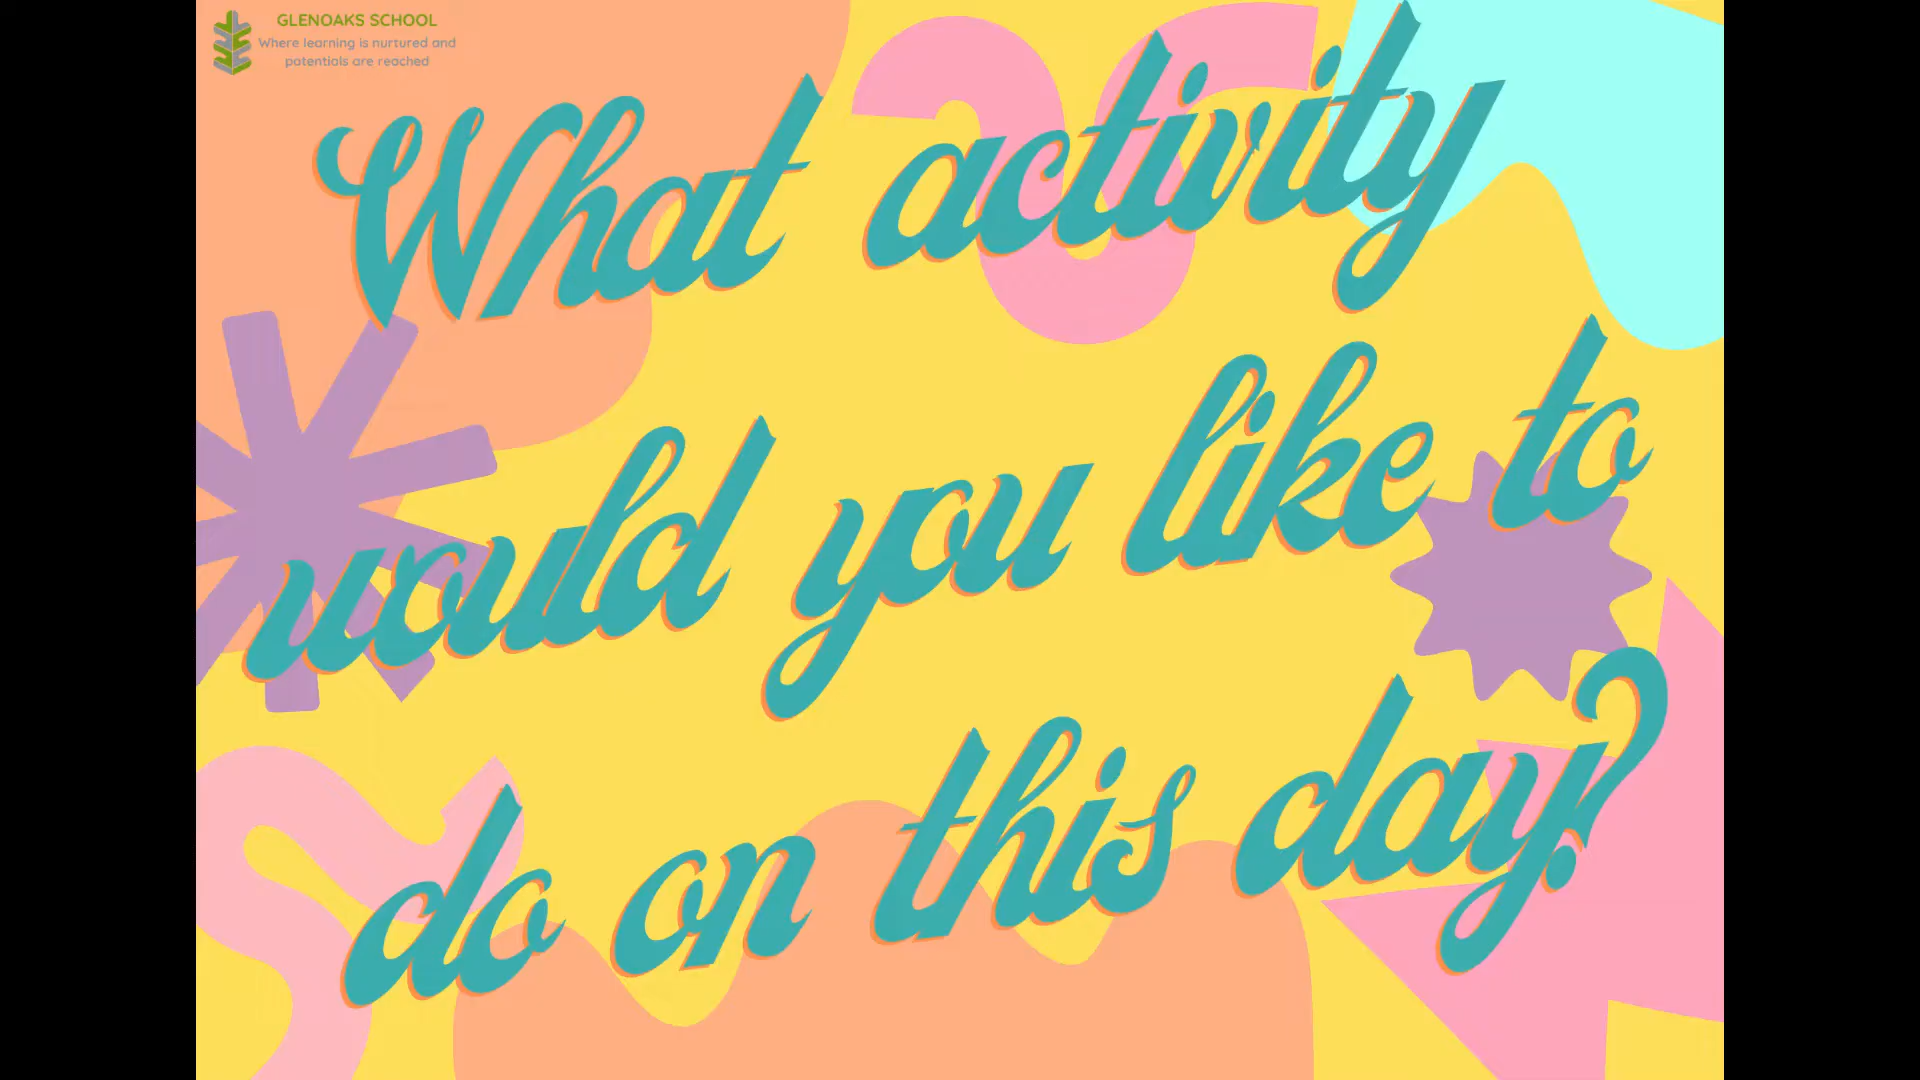 GLENOAKS SCHOOL
Where learning is nurtured and
potentials are reached
What activity
would you like to
do on this day?